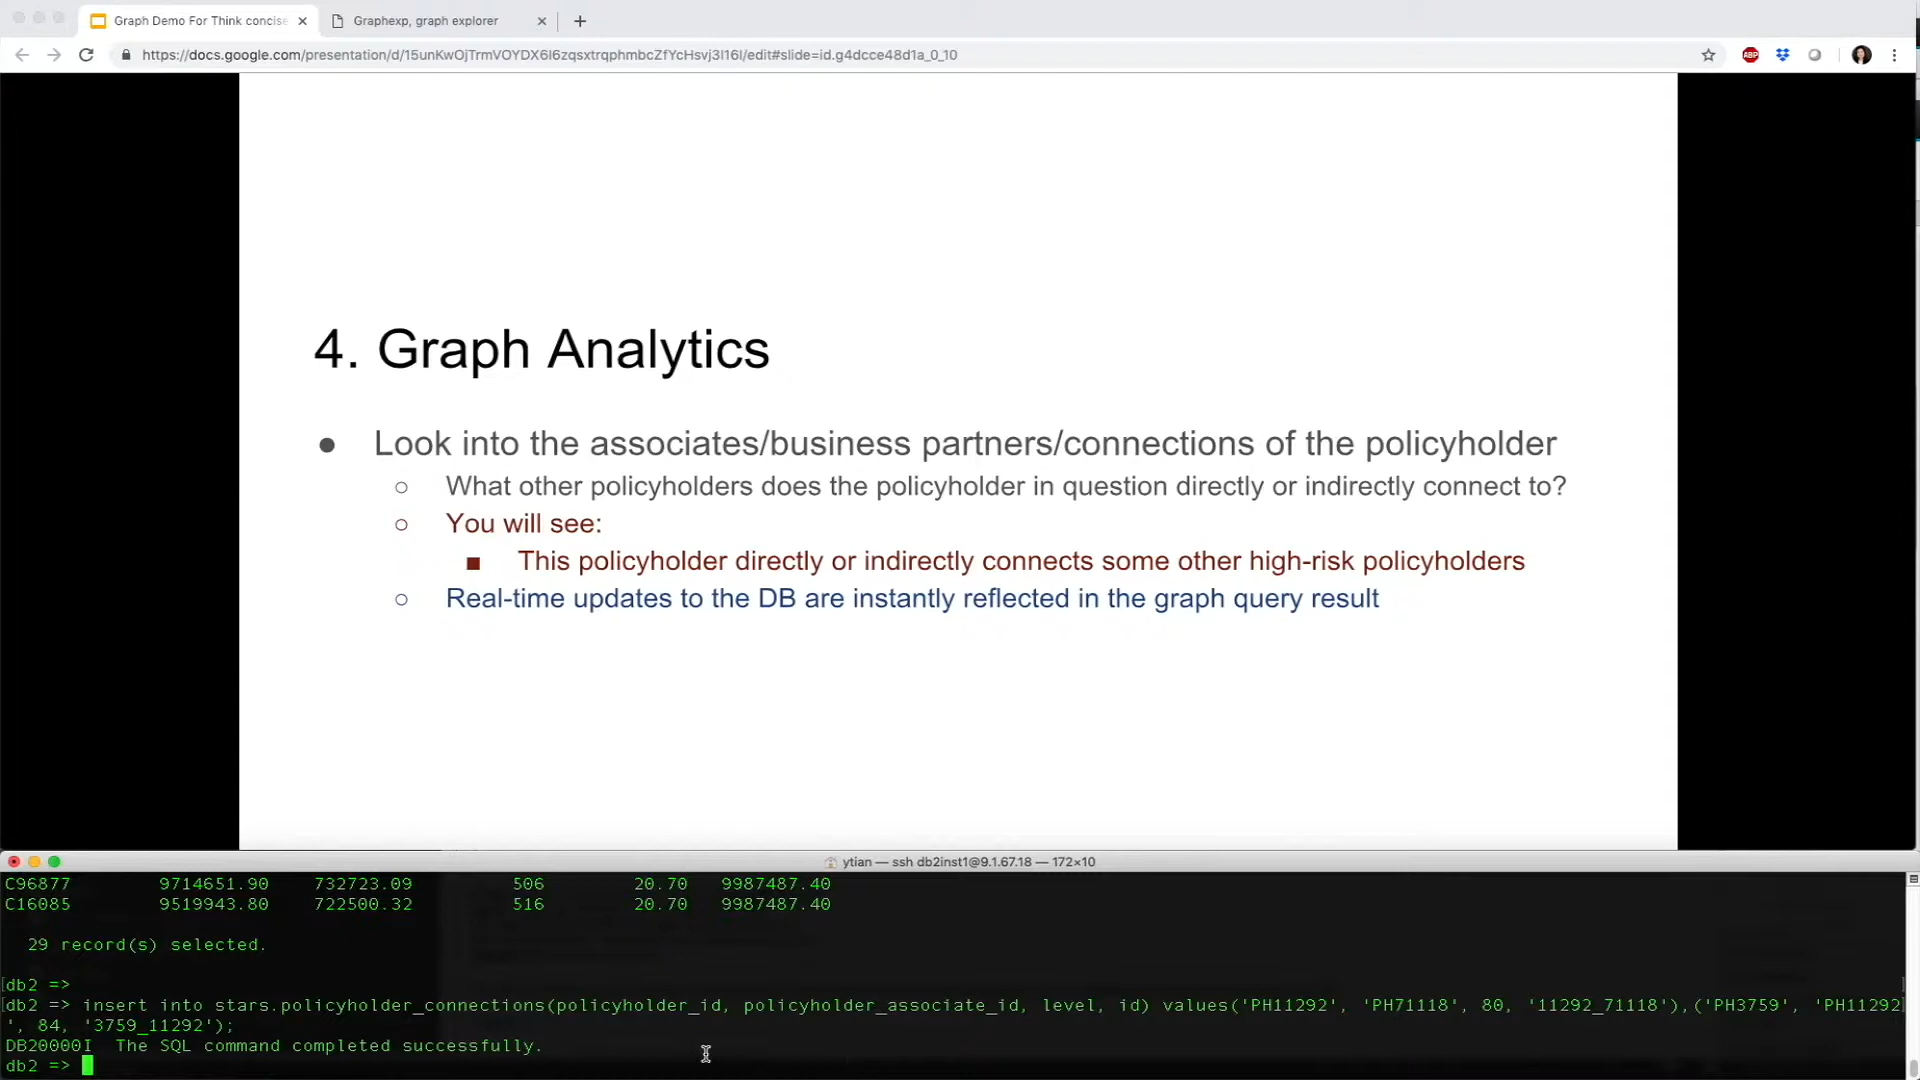 Graph Demo For Think concise
Graphexp, graph explorer
https://docs.google.com/presentation/d/15unKwOjTrmVOYDX6I6zqsxtrqphmbcZfYcHsvj3I16I/edit#slide=id.g4dcce48d1a_0_10
ABP
4. Graph Analytics
● Look into the associates/business partners/connections of the policyholder
○ What other policyholders does the policyholder in question directly or indirectly connect to?
○ You will see:
■ This policyholder directly or indirectly connects some other high-risk policyholders
○ Real-time updates to the DB are instantly reflected in the graph query result
ytian — ssh db2inst1@9.1.67.18 — 172×10
C96877 9714651.90 732723.09 506 20.70 9987487.40
C16085 9519943.80 722500.32 516 20.70 9987487.40
29 record(s) selected.
[db2 =>
[db2 => insert into stars.policyholder_connections(policyholder_id, policyholder_associate_id, level, id) values('PH11292', 'PH71118', 80, '11292_71118'),('PH3759', 'PH11292
', 84, '3759_11292');
DB20000I The SQL command completed successfully.
db2 =>